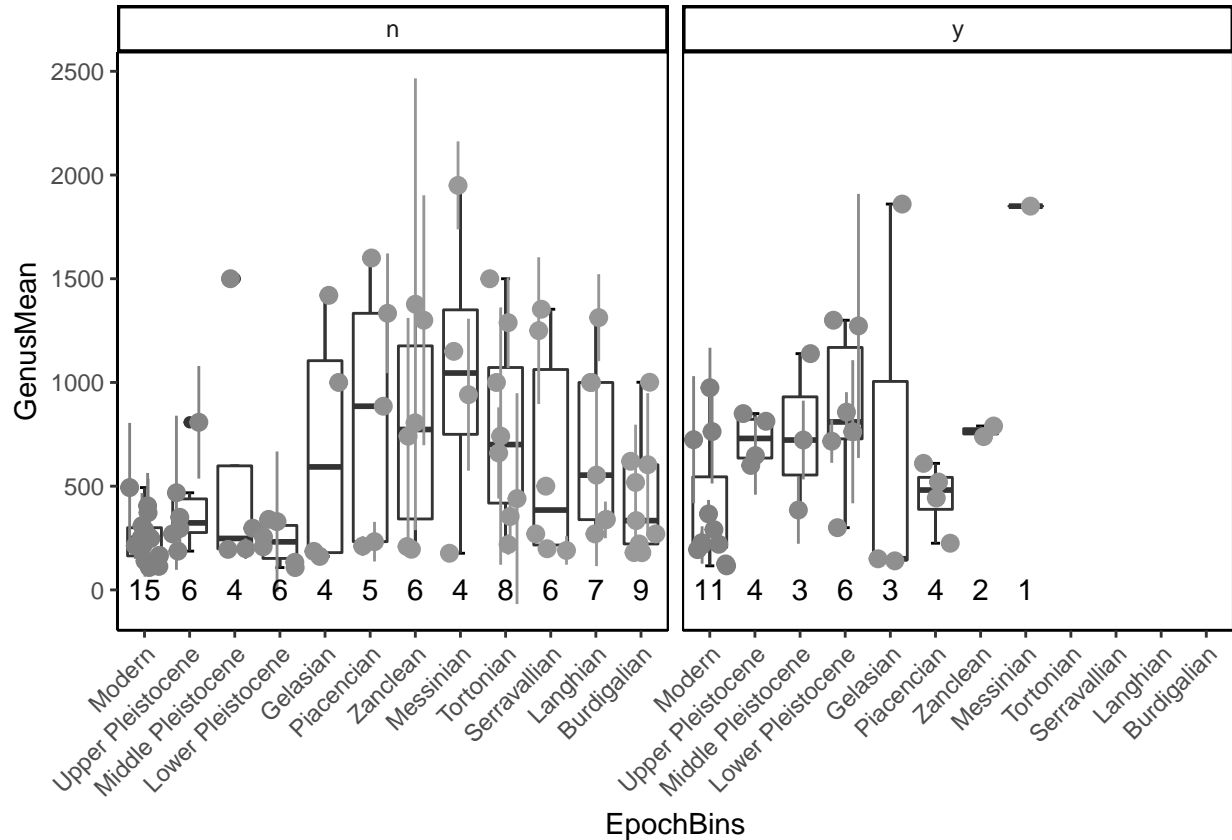 n y
2500
2000
1500
1000
500
0
GenusMean
15 6 4 6 4 5 6 4 8 6 7 9
11 4 3 6 3 4 2 1
Modern
Upper Pleistocene
Middle Pleistocene
Lower Pleistocene
Gelasian
Piacencian
Zanclean
Messinian
Tortonian
Serravallian
Langhian
Burdigalian
Modern
Upper Pleistocene
Middle Pleistocene
Lower Pleistocene
Gelasian
Piacencian
Zanclean
Messinian
Tortonian
Serravallian
Langhian
Burdigalian
EpochBins